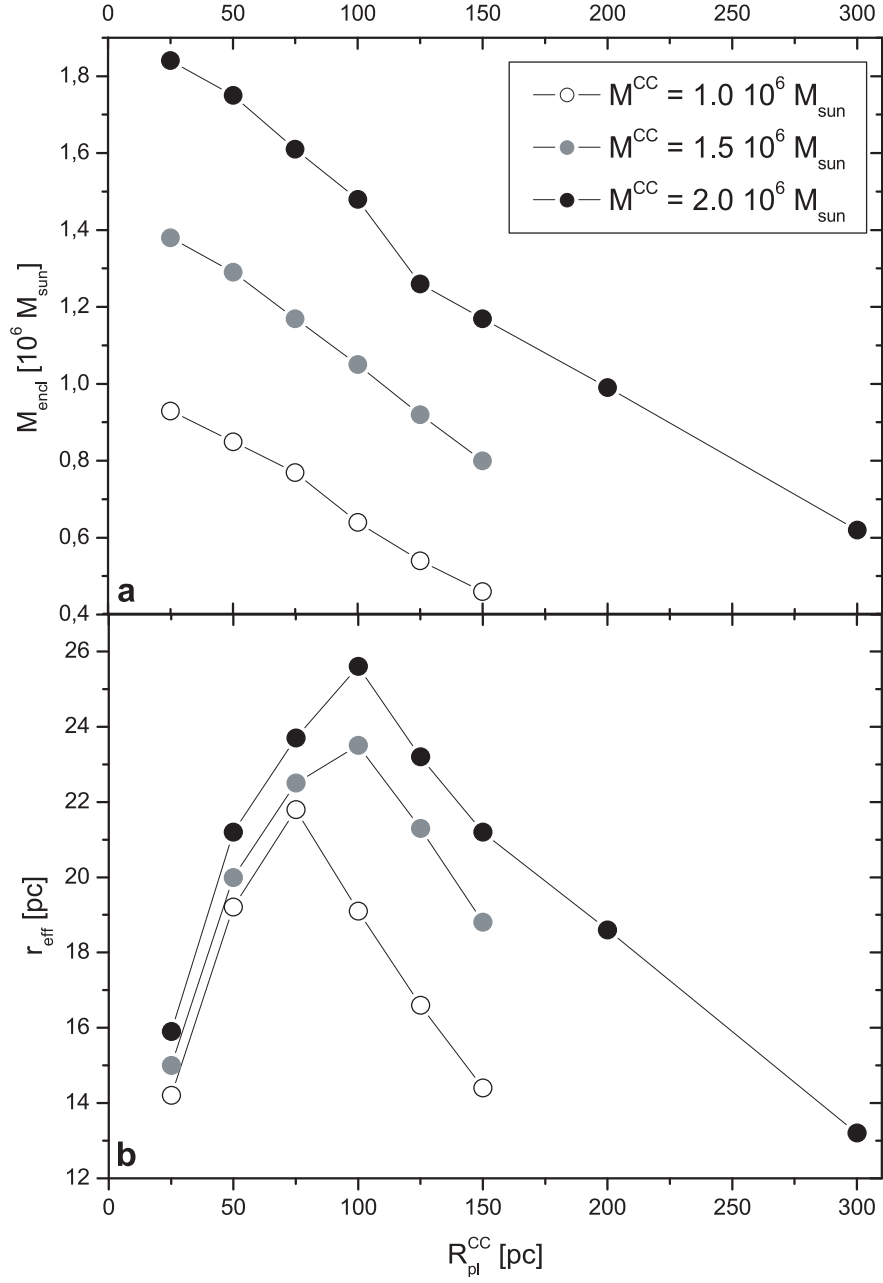 0 50 100 150 200 250 300
M^CC = 1.0 10^6 M_sun
M^CC = 1.5 10^6 M_sun
M^CC = 2.0 10^6 M_sun
1,8
1,6
1,4
1,2
1,0
0,8
0,6
0,4
M_end [10^6 M_sun]
a
26
24
22
20
18
16
14
12
r_eff [pc]
b
0 50 100 150 200 250 300
R_pl^CC [pc]